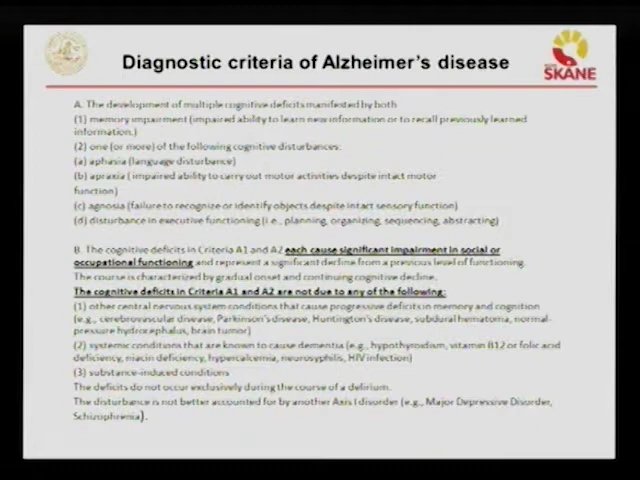 Diagnostic criteria of Alzheimer's disease
SKANE
A. The development of multiple cognitive deficits manifested by both
(1) memory impairment (impaired ability to learn new information or to recall previously learned
information.)
(2) one (or more) of the following cognitive disturbances:
(a) aphasia (language disturbance)
(b) apraxia ( impaired ability to carry out motor activities despite intact motor
function)
(c) agnosia (failure to recognize or identify objects despite intact sensory function)
(d) disturbance in executive functioning (i.e., planning, organizing, sequencing, abstracting)
B. The cognitive deficits in Criteria A1 and A2 each cause significant impairment in social or
occupational functioning and represent a significant decline from a previous level of functioning.
The course is characterized by gradual onset and continuing cognitive decline.
The cognitive deficits in Criteria A1 and A2 are not due to any of the following:
(1) other central nervous system conditions that cause progressive deficits in memory and cognition
(e.g., cerebrovascular disease, Parkinson's disease, Huntington's disease, subdural hematoma, normal-
pressure hydrocephalus, brain tumor)
(2) systemic conditions that are known to cause dementia (e.g., hypothyroidism, vitamin B12 or folic acid
deficiency, niacin deficiency, hypercalcemia, neurosyphilis, HIV infection)
(3) substance-induced conditions
The deficits do not occur exclusively during the course of a delirium.
The disturbance is not better accounted for by another Axis I disorder (e.g., Major Depressive Disorder,
Schizophrenia).